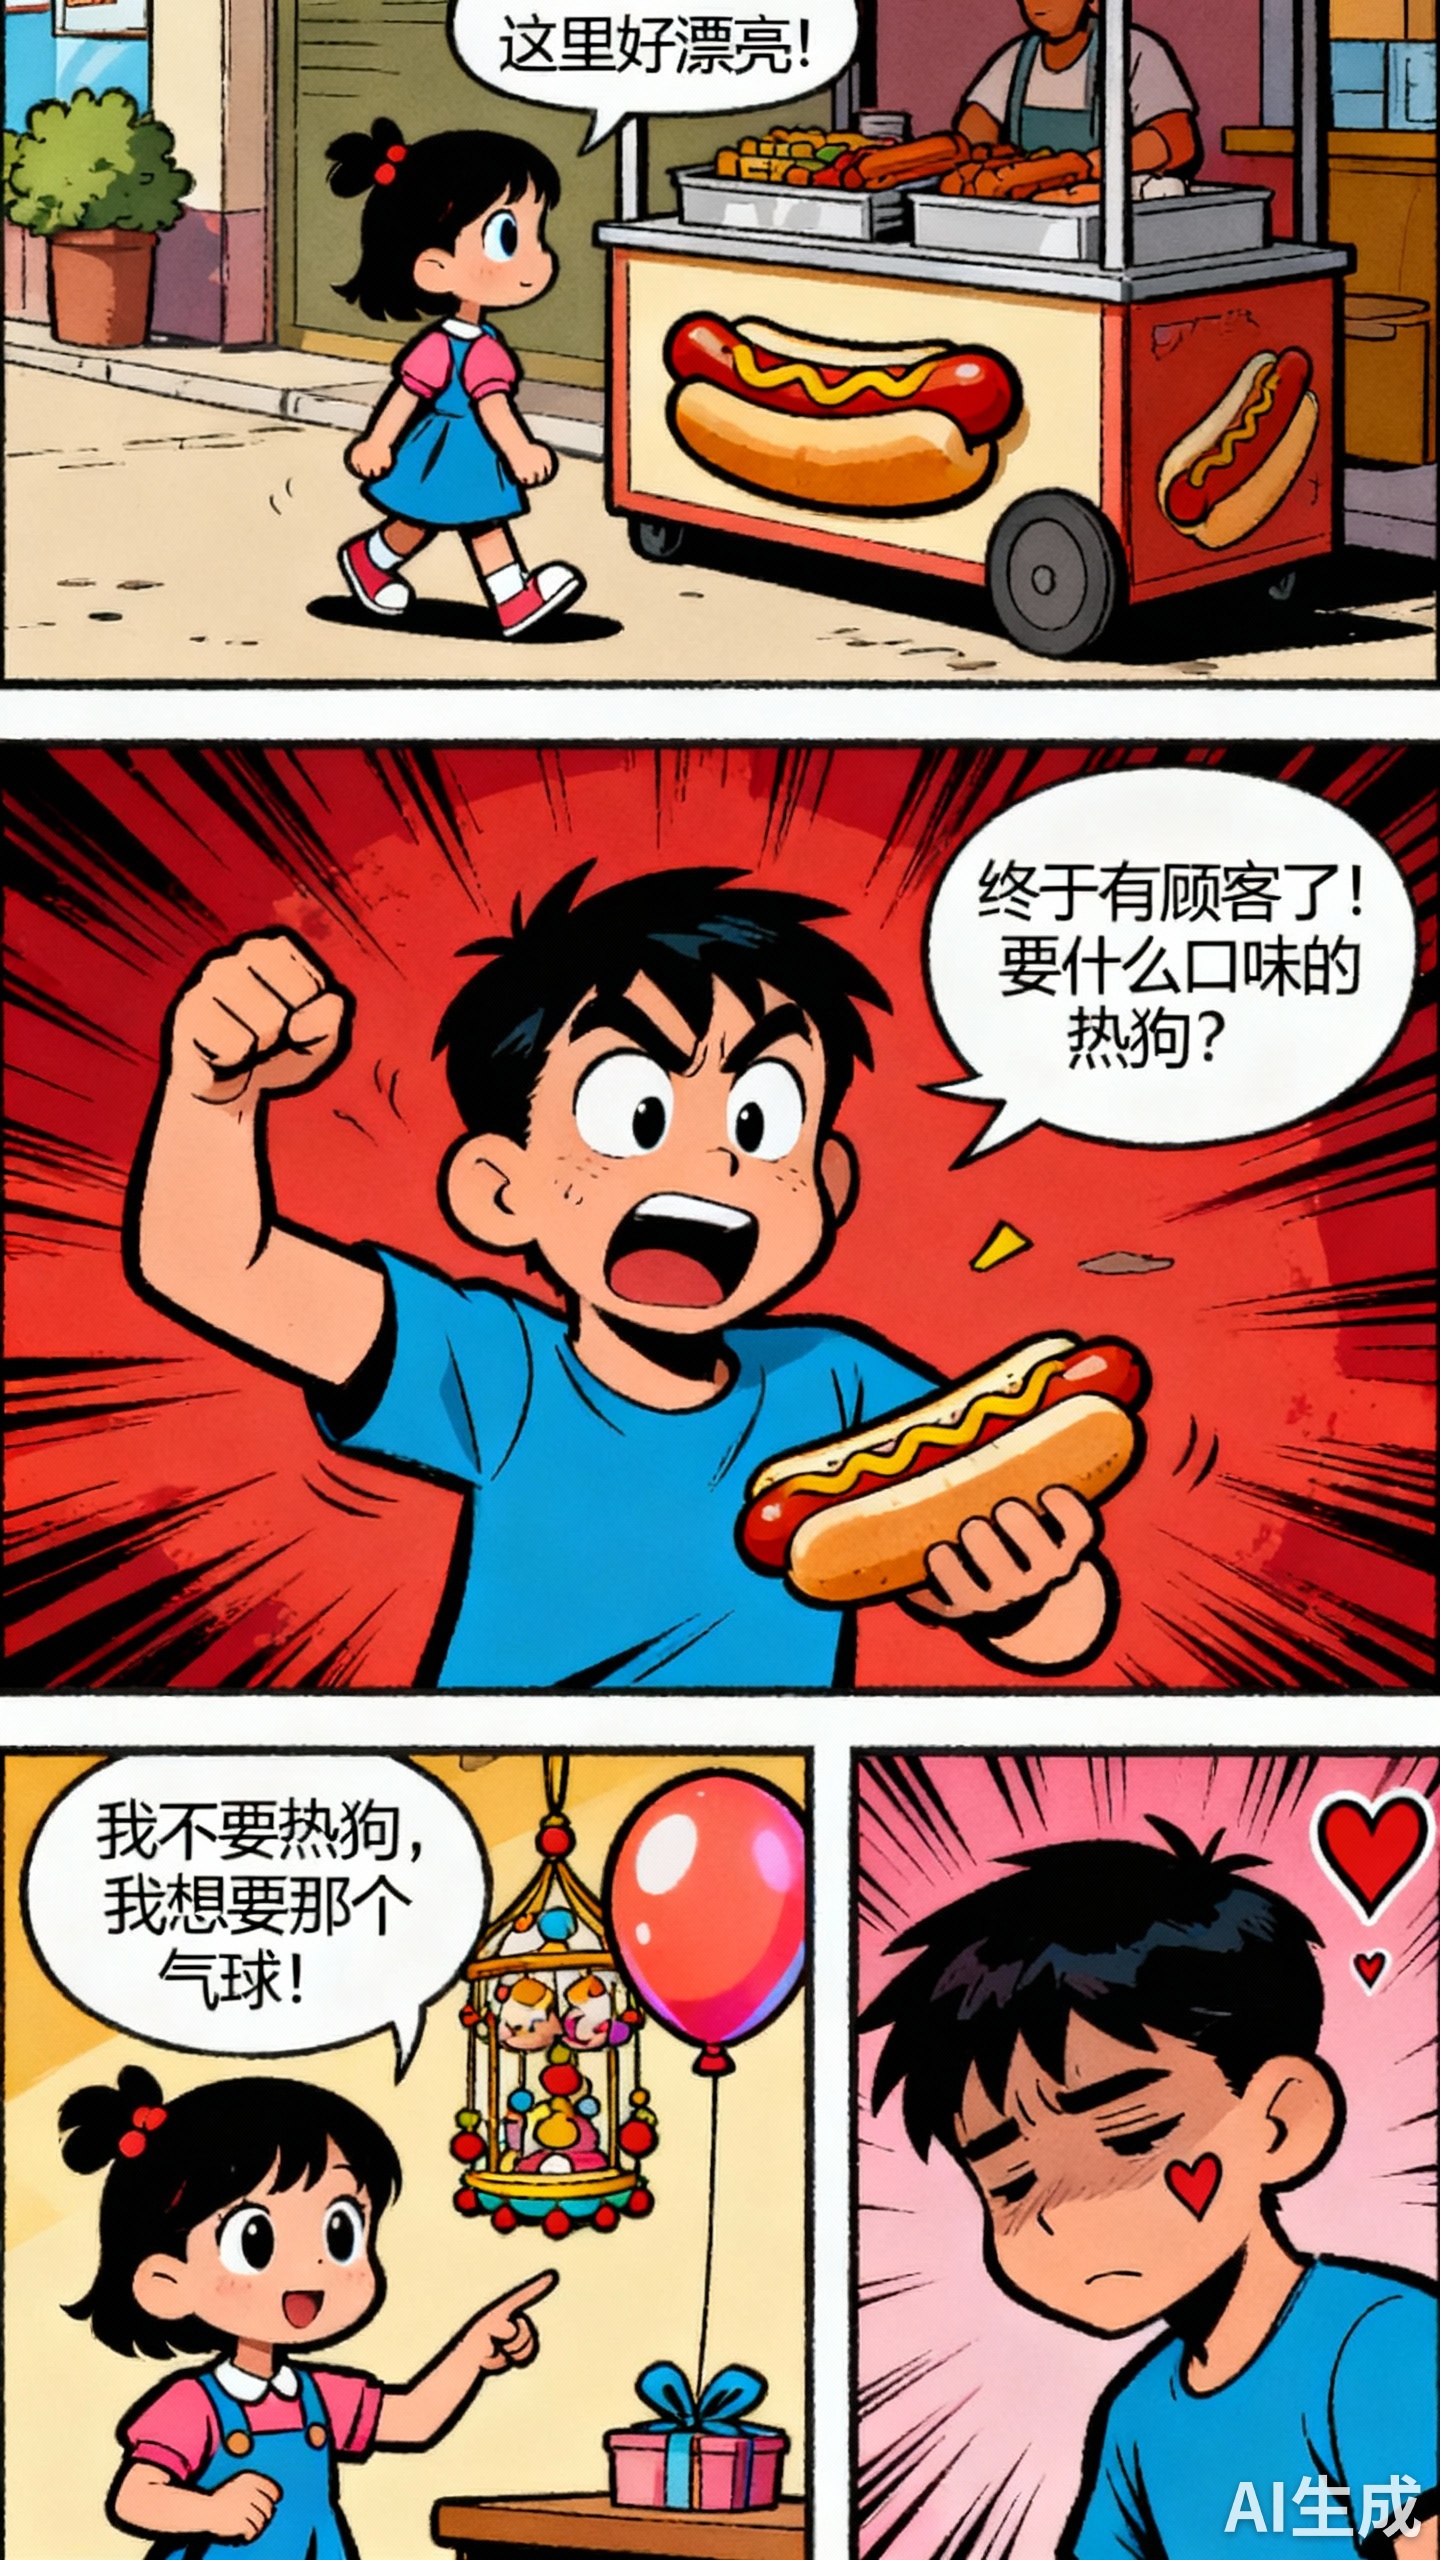 这里好漂亮！
终于有顾客了！
要什么口味的
热狗？
我不要热狗，
我想要那个
气球！
AI生成